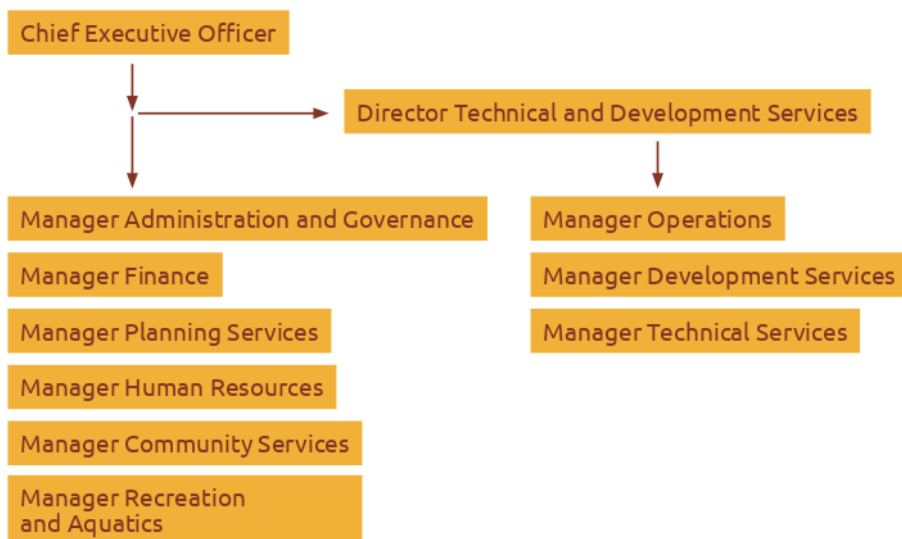 Chief Executive Officer
Director Technical and Development Services
Manager Administration and Governance
Manager Finance
Manager Planning Services
Manager Human Resources
Manager Community Services
Manager Recreation
and Aquatics
Manager Operations
Manager Development Services
Manager Technical Services